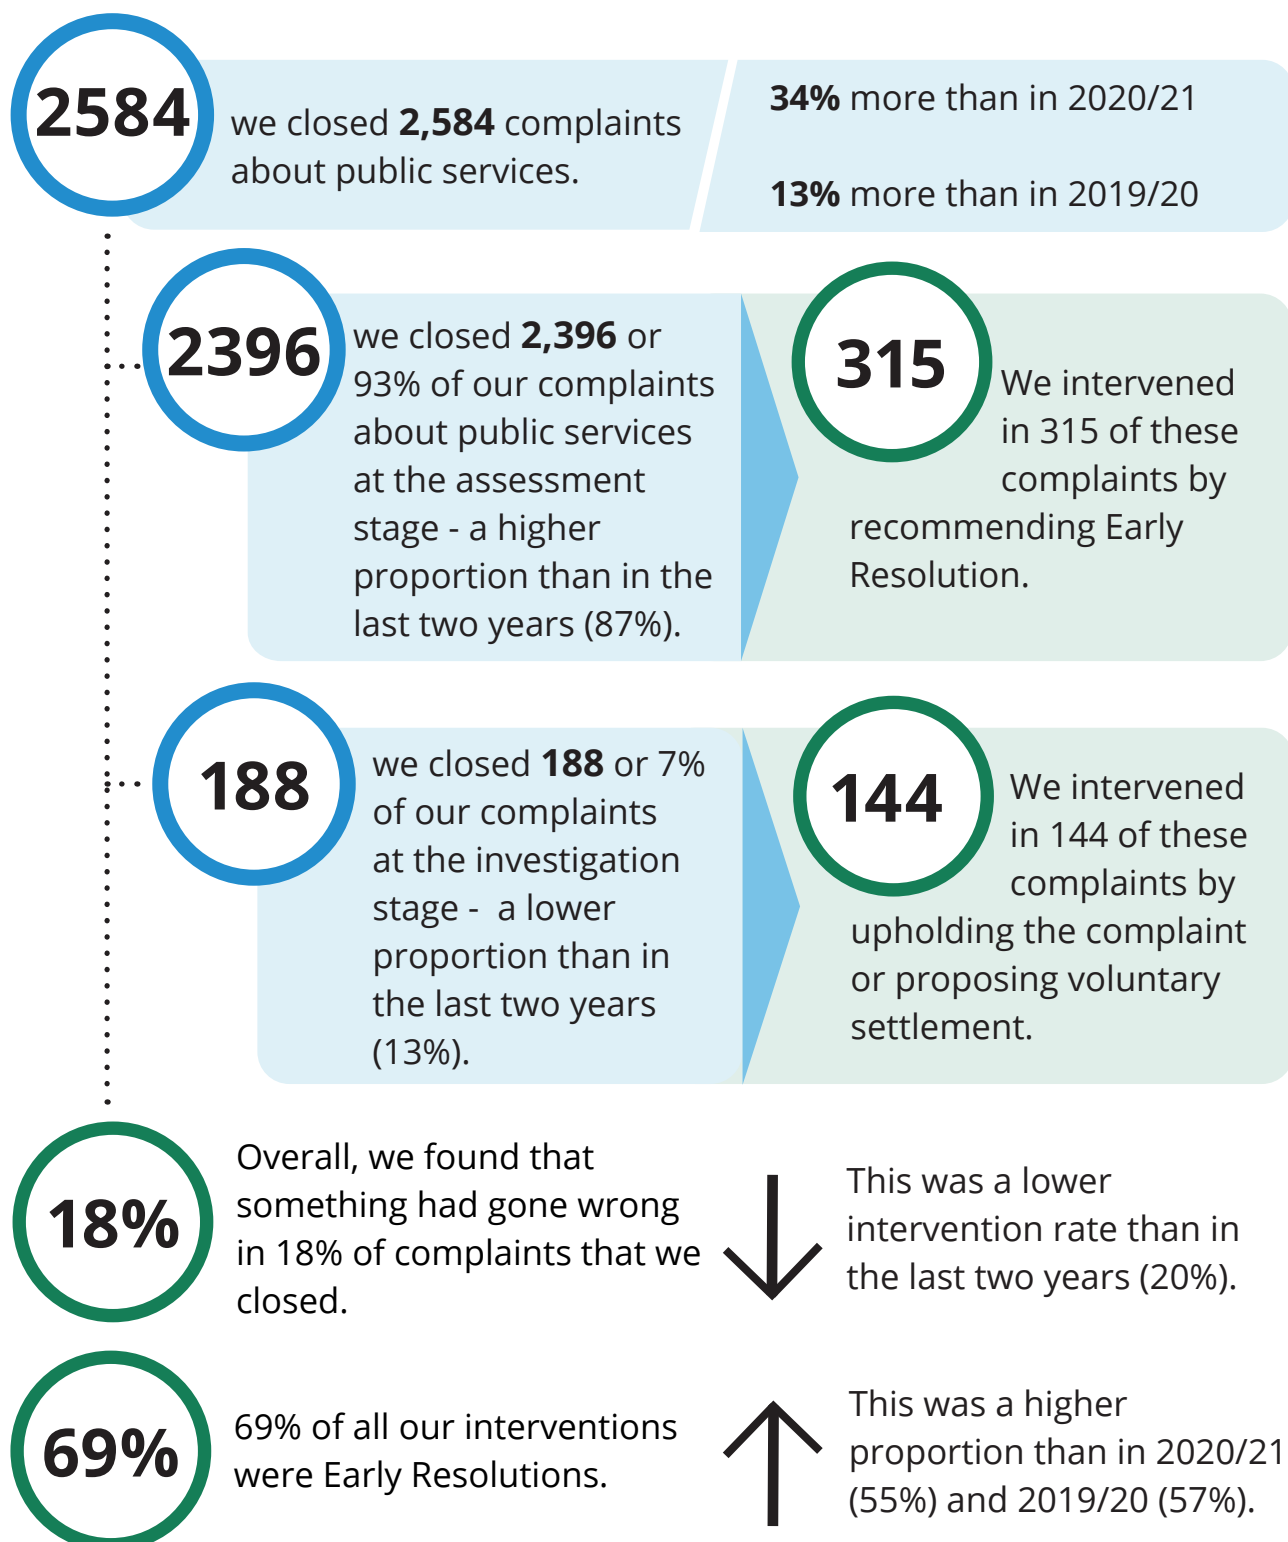 2584
we closed 2,584 complaints
about public services.
34% more than in 2020/21
13% more than in 2019/20
2396
we closed 2,396 or
93% of our complaints
about public services
at the assessment
stage - a higher
proportion than in the
last two years (87%).
315
We intervened
in 315 of these
complaints by
recommending Early
Resolution.
188
we closed 188 or 7%
of our complaints
at the investigation
stage -  a lower
proportion than in
the last two years
(13%).
144
We intervened
in 144 of these
complaints by
upholding the complaint
or proposing voluntary
settlement.
18%
Overall, we found that
something had gone wrong
in 18% of complaints that we
closed.
This was a lower
intervention rate than in
the last two years (20%).
69%
69% of all our interventions
were Early Resolutions.
This was a higher
proportion than in 2020/21
(55%) and 2019/20 (57%).